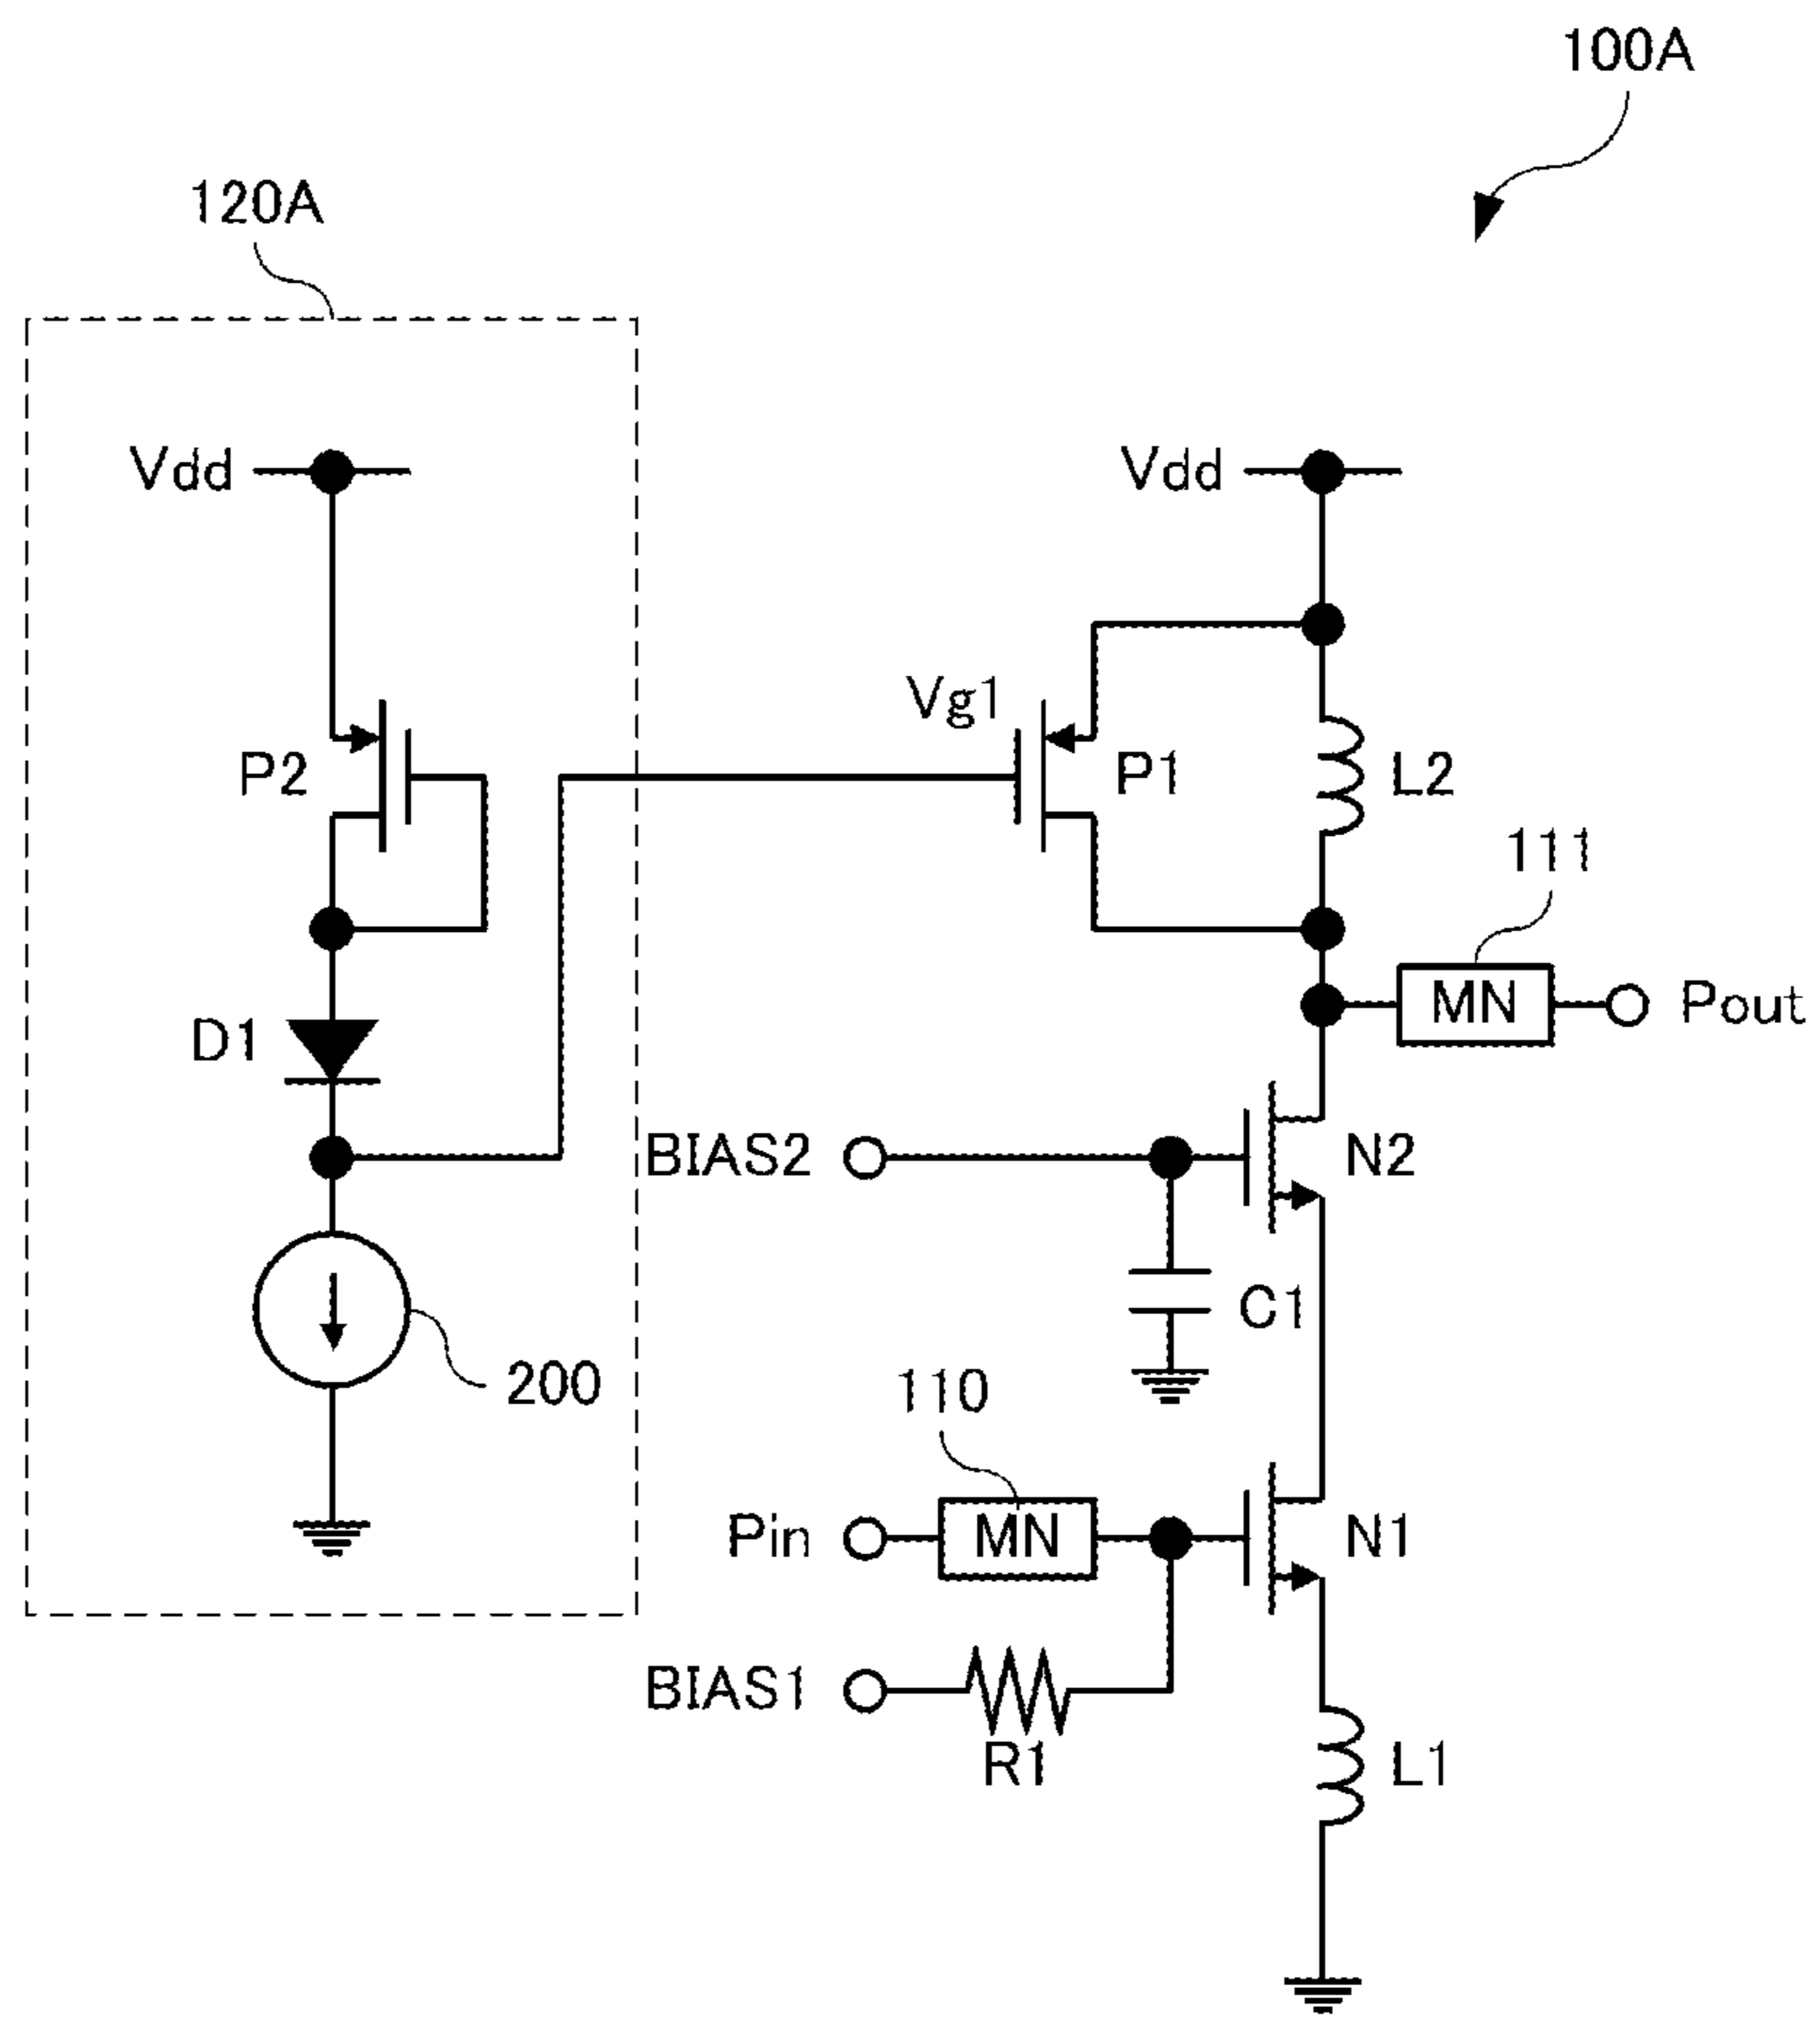 100A
120A
Vdd
Vdd
Vg1
P2
P1
L2
111
D1
MN
Pout
BIAS2
N2
C1
200
110
Pin
MN
N1
BIAS1
R1
L1